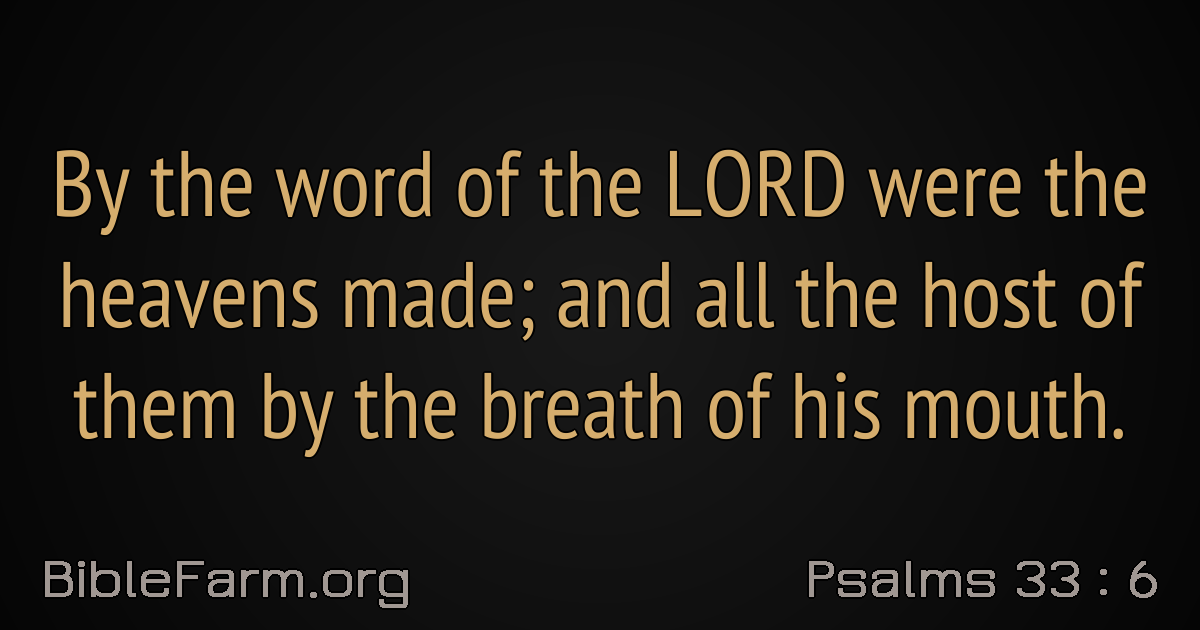 By the word of the LORD were the
heavens made; and all the host of
them by the breath of his mouth.
BibleFarm.org
Psalms 33 : 6